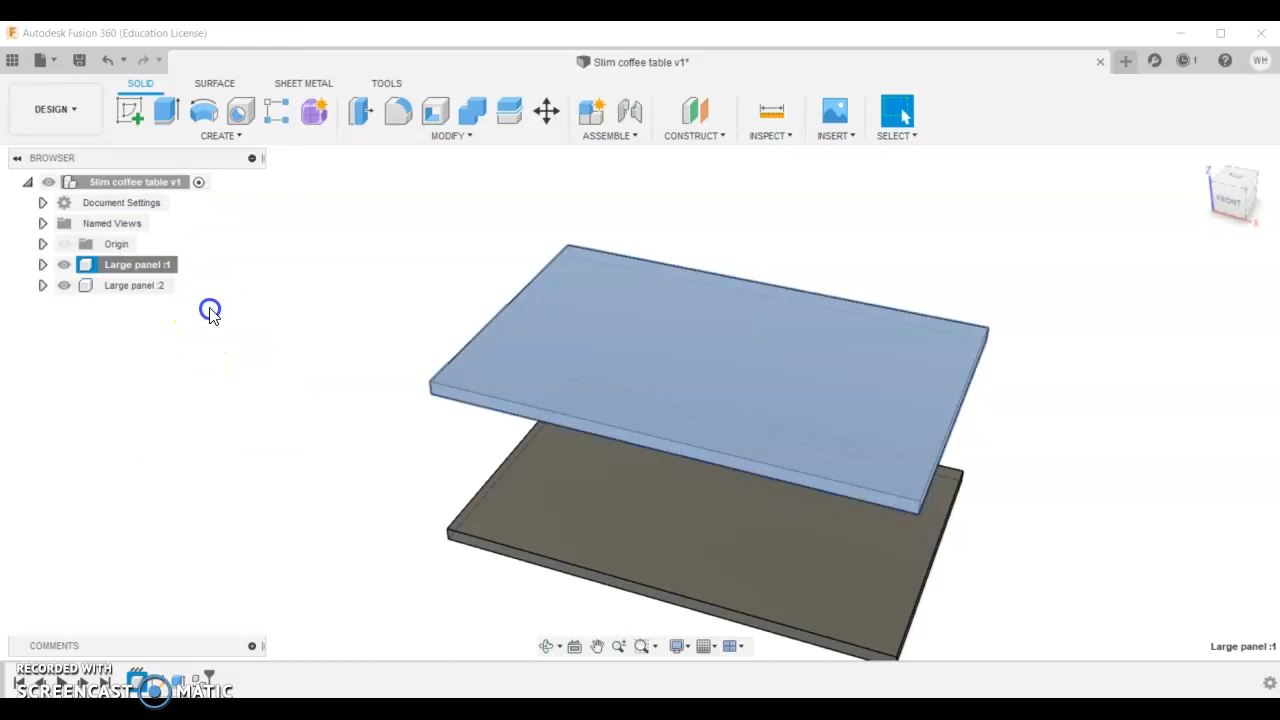 Autodesk Fusion 360 (Education License)
Slim coffee table v1*
1
WH
SOLID SURFACE SHEET METAL TOOLS
DESIGN
CREATE MODIFY ASSEMBLE CONSTRUCT INSPECT INSERT SELECT
BROWSER
Slim coffee table v1
Document Settings
Named Views
Origin
Large panel :1
Large panel :2
Z
FRONT
X
COMMENTS
Large panel :1
RECORDED WITH
SCREENCAST MATIC